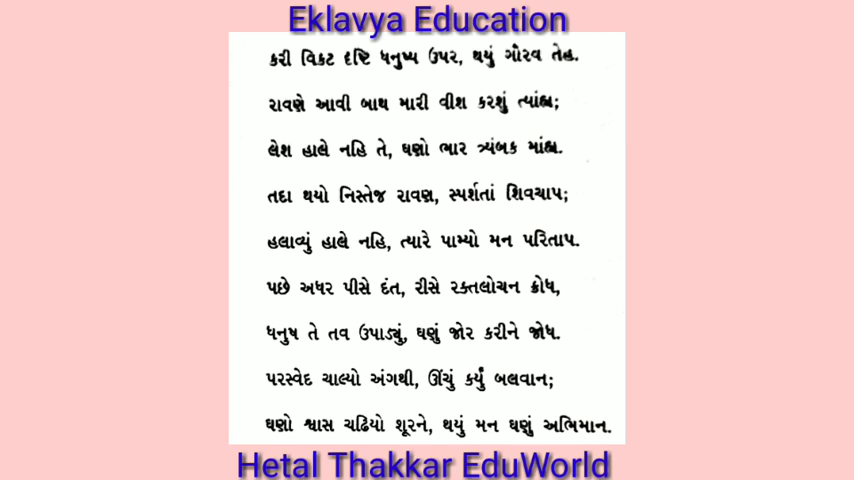 Eklavya Education
કરી વિકટ દૃષ્ટિ ધનુષ્ય ઉપર, થયું ગૌરવ તેહ.
રાવણે આવી બાથ મારી વીશ કરશું ત્યાંહ્ય;
લેશ હાલે નહિ તે, ઘણો ભાર ત્ર્યંબક માંહ્ય.
તદા થયો નિસ્તેજ રાવણ, સ્પર્શતાં શિવચાપ;
હલાવ્યું હાલે નહિ, ત્યારે પામ્યો મન પરિતાપ.
પછે અધર પીસે દંત, રીસે રક્તલોચન ક્રોધ,
ધનુષ તે તવ ઉપાડ્યું, ઘણું જોર કરીને જોધ.
પરસ્વેદ ચાલ્યો અંગથી, ઊંચું કર્યું બલવાન;
ઘણો શ્વાસ ચઢિયો શૂરને, થયું મન ઘણું અભિમાન.
Hetal Thakkar EduWorld